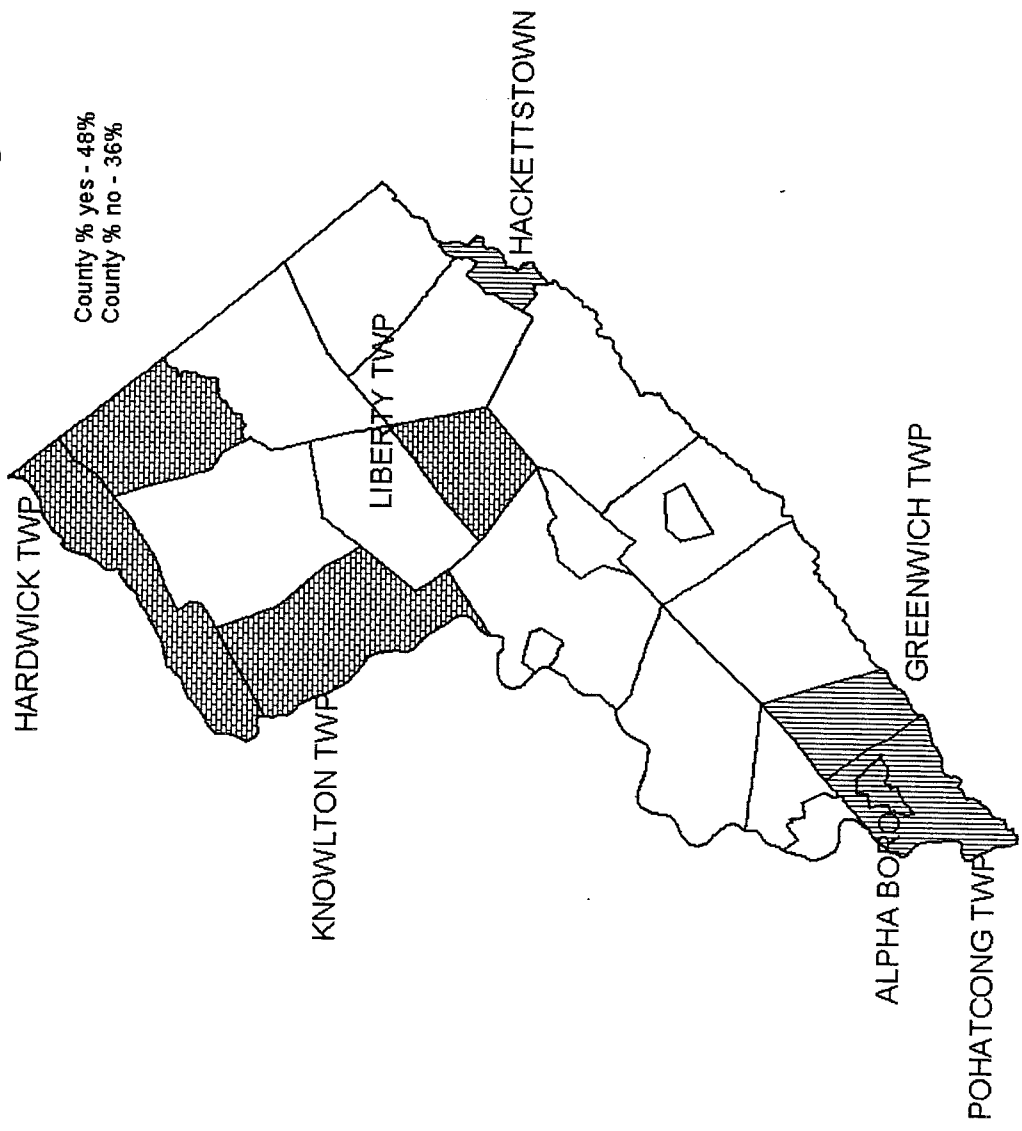 HARDWICK TWP
County % yes - 48%
County % no - 36%
KNOWLTON TWP
LIBERTY TWP
HACKETTSTOWN
ALPHA BORO
GREENWICH TWP
POHATCONG TWP